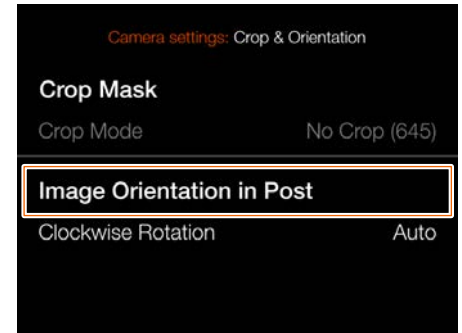 Camera settings: Crop & Orientation
Crop Mask
Crop Mode No Crop (645)
Image Orientation in Post
Clockwise Rotation Auto